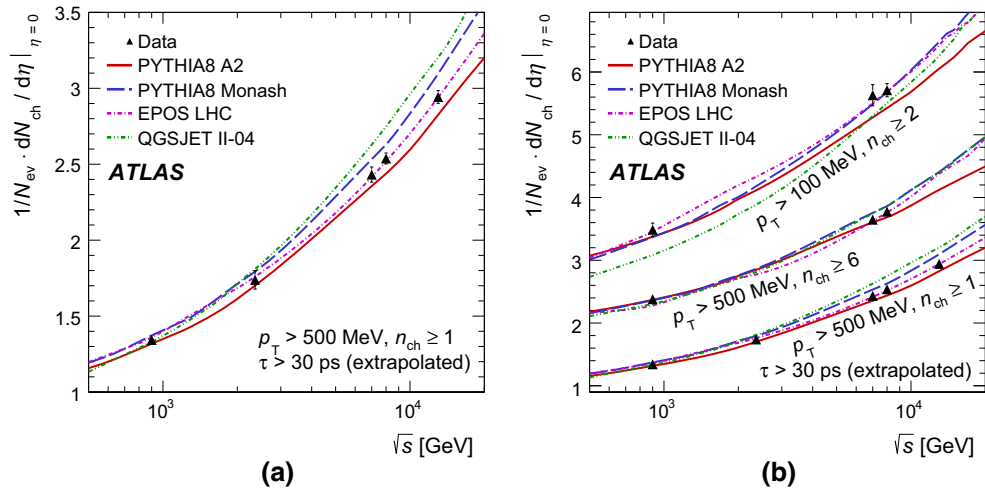 1/N_ev · dN_ch / dη |_η = 0
3.5
3
2.5
2
1.5
1
Data
PYTHIA8 A2
PYTHIA8 Monash
EPOS LHC
QGSJET II-04
ATLAS
p_T > 500 MeV, n_ch ≥ 1
τ > 30 ps (extrapolated)
10^3
10^4
√s [GeV]
(a)
1/N_ev · dN_ch / dη |_η = 0
6
5
4
3
2
1
Data
PYTHIA8 A2
PYTHIA8 Monash
EPOS LHC
QGSJET II-04
ATLAS
p_T > 100 MeV, n_ch ≥ 2
p_T > 500 MeV, n_ch ≥ 6
p_T > 500 MeV, n_ch ≥ 1
τ > 30 ps (extrapolated)
10^3
10^4
√s [GeV]
(b)